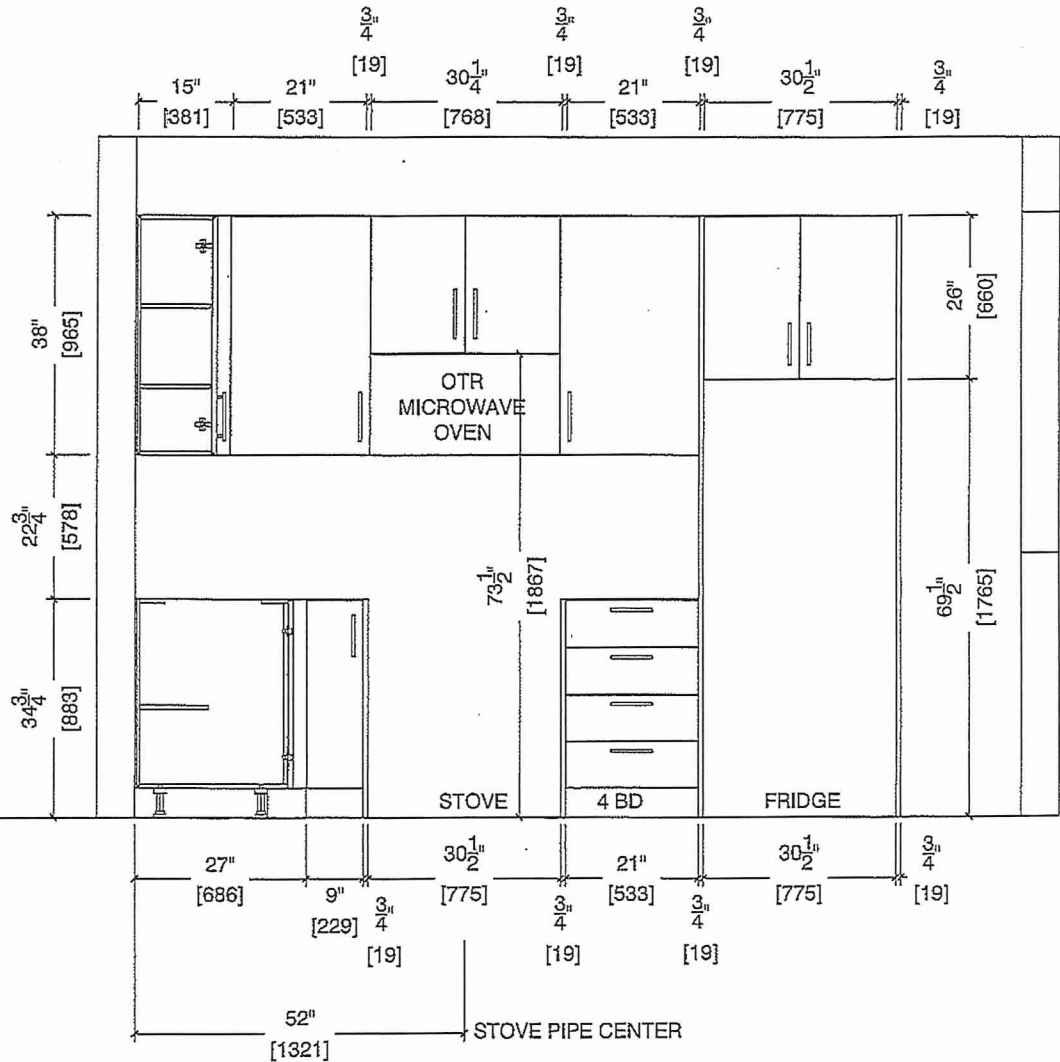 3/4" 3/4" 3/4"
[19] 30 1/4" [19] [19] 30 1/2" 3/4"
15" 21" 21"
[381] [533] [768] [533] [775] [19]
38"
[965]
26"
[660]
OTR
MICROWAVE
OVEN
22 3/4"
[578]
73 1/2"
[1867]
69 1/2"
[1765]
34 3/4"
[883]
STOVE 4 BD FRIDGE
27" 30 1/2" 21" 30 1/2" 3/4"
[686] 9" [775] [533] [775] [19]
[229] 3/4" 3/4" 3/4"
[19] [19] [19]
52"
[1321]
STOVE PIPE CENTER